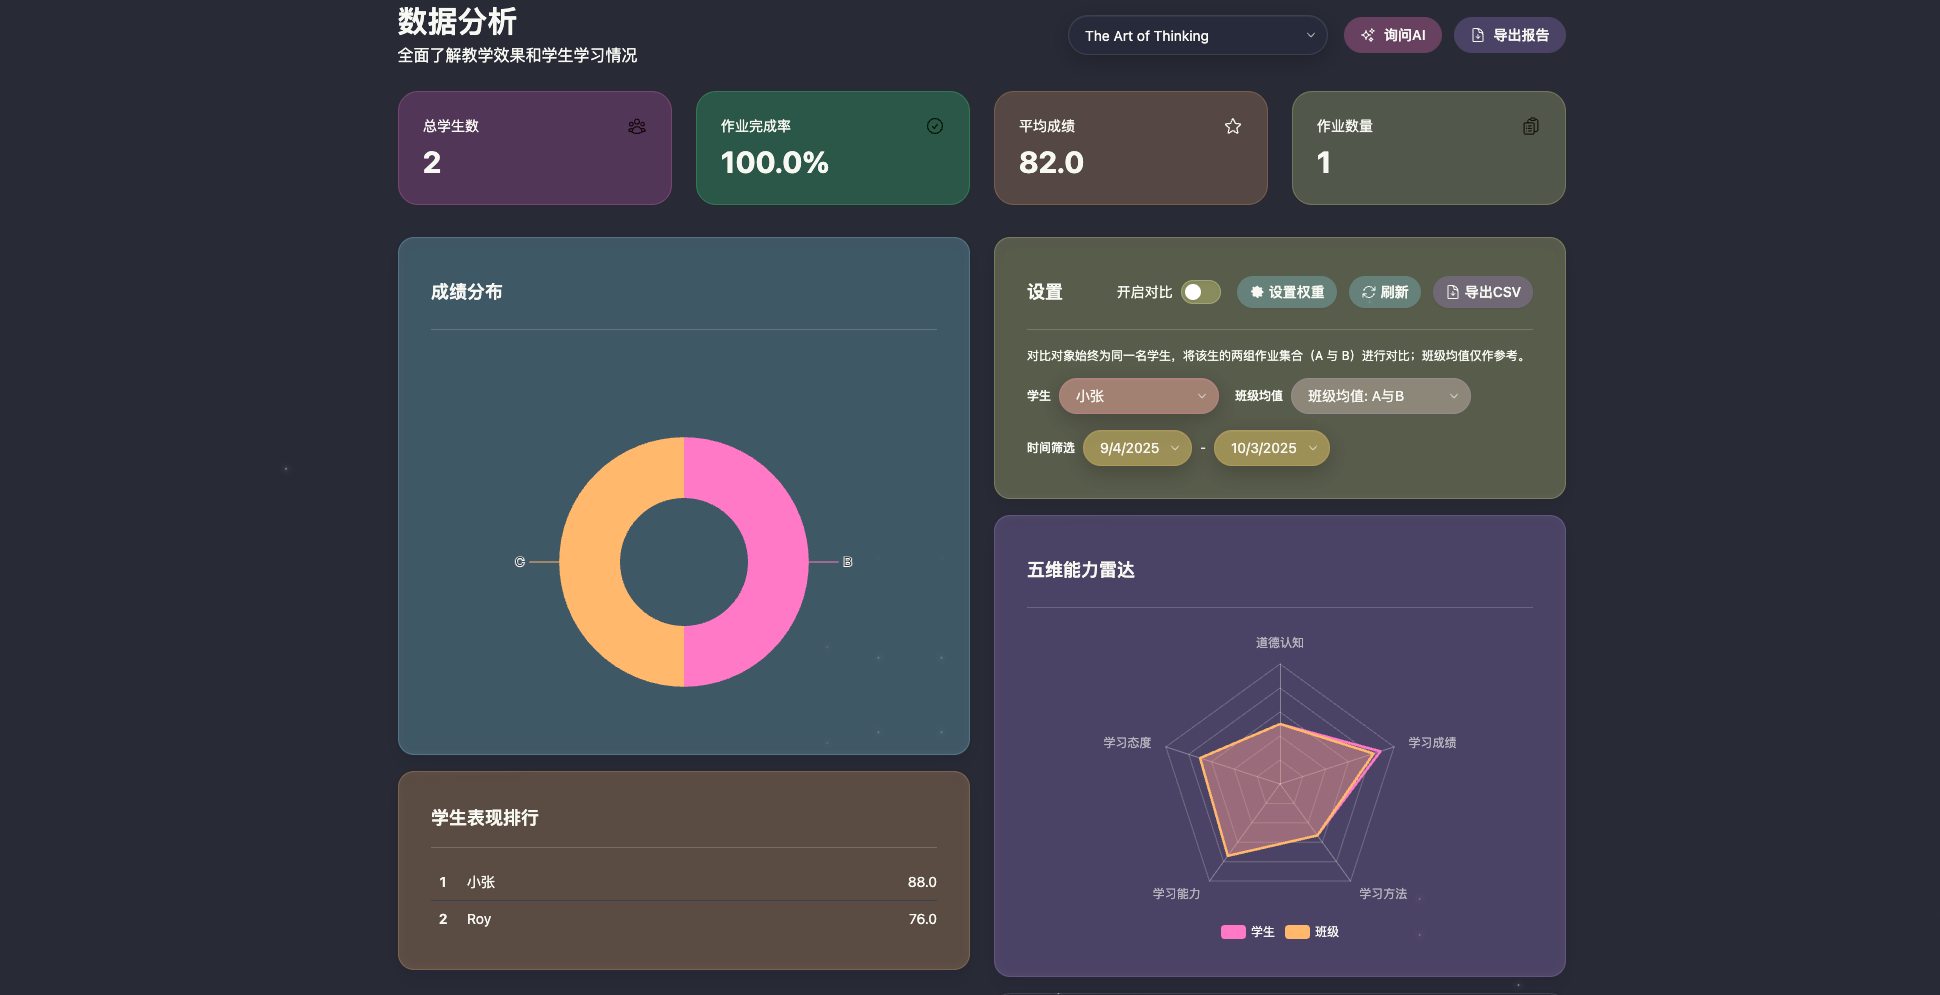 数据分析
全面了解教学效果和学生学习情况
The Art of Thinking
询问AI
导出报告
总学生数
2
作业完成率
100.0%
平均成绩
82.0
作业数量
1
成绩分布
C
B
学生表现排行
1 小张 88.0
2 Roy 76.0
设置
开启对比
设置权重
刷新
导出CSV
对比对象始终为同一名学生，将该生的两组作业集合（A 与 B）进行对比；班级均值仅作参考。
学生 小张 班级均值 班级均值: A与B
时间筛选 9/4/2025 - 10/3/2025
五维能力雷达
道德认知
学习态度
学习成绩
学习能力
学习方法
学生 班级